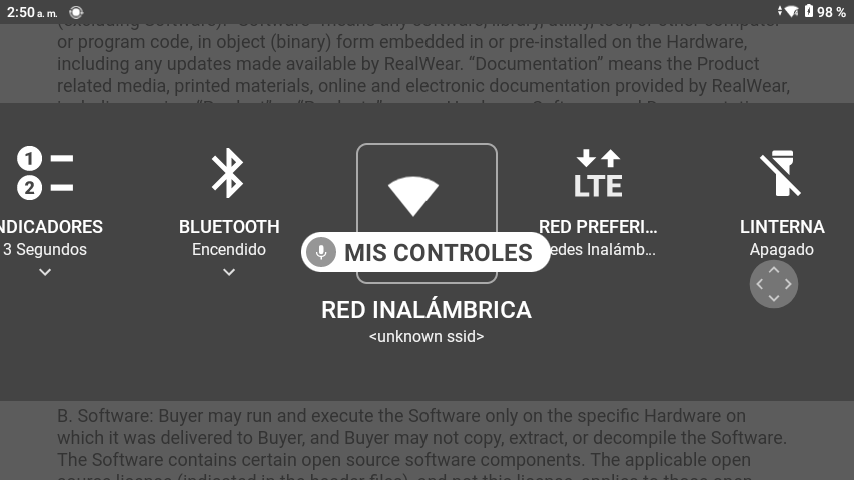 2:50 a. m.
98 %
or program code, in object (binary) form embedded in or pre-installed on the Hardware,
including any updates made available by RealWear. “Documentation” means the Product
related media, printed materials, online and electronic documentation provided by RealWear,
1
2
NDICADORES
3 Segundos
BLUETOOTH
Encendido
MIS CONTROLES
RED INALÁMBRICA
<unknown ssid>
LTE
RED PREFERI...
edes Inalámb...
LINTERNA
Apagado
B. Software: Buyer may run and execute the Software only on the specific Hardware on
which it was delivered to Buyer, and Buyer may not copy, extract, or decompile the Software.
The Software contains certain open source software components. The applicable open